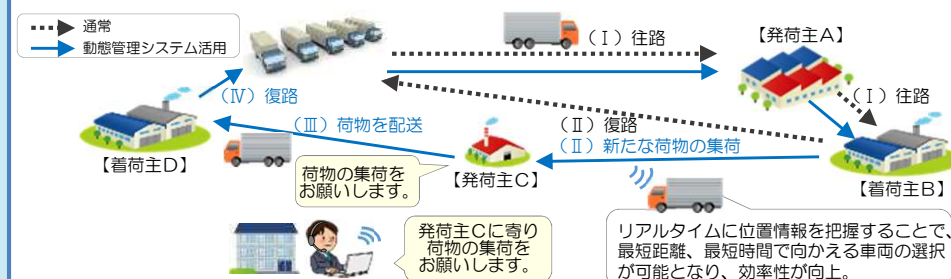 通常
動態管理システム活用
(Ⅰ)往路
【発荷主A】
(Ⅰ)往路
(Ⅳ)復路
(Ⅲ)荷物を配送
(Ⅱ)復路
(Ⅱ)新たな荷物の集荷
【着荷主D】
【発荷主C】
【着荷主B】
荷物の集荷を
お願いします。
発荷主Cに寄り
荷物の集荷を
お願いします。
リアルタイムに位置情報を把握することで、
最短距離、最短時間で向かえる車両の選択
が可能となり、効率性が向上。